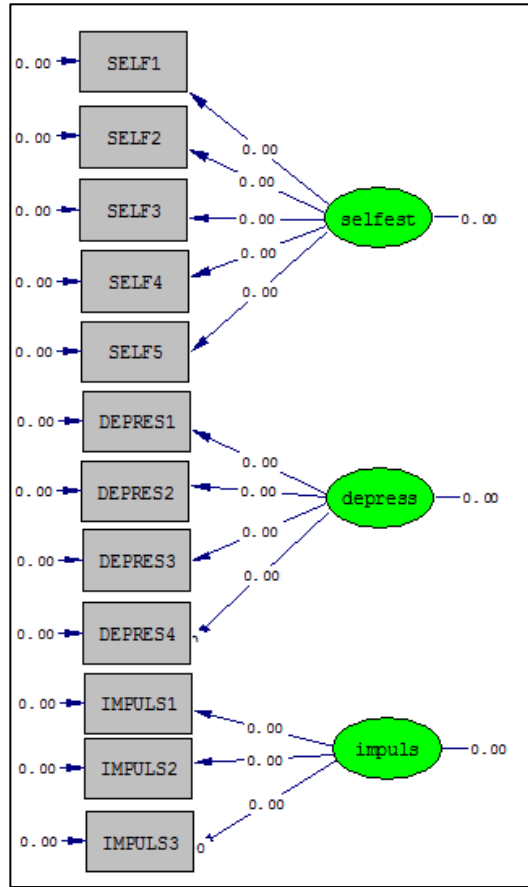 0.00 SELF1
0.00
0.00 SELF2
0.00
0.00 SELF3 0.00 selfest 0.00
0.00
0.00 SELF4
0.00
0.00 SELF5
0.00 DEPRES1
0.00
0.00 DEPRES2 0.00 depress 0.00
0.00
0.00 DEPRES3
0.00
0.00 DEPRES4
0.00 IMPULS1
0.00
0.00 IMPULS2 0.00 impuls 0.00
0.00
0.00 IMPULS3 0